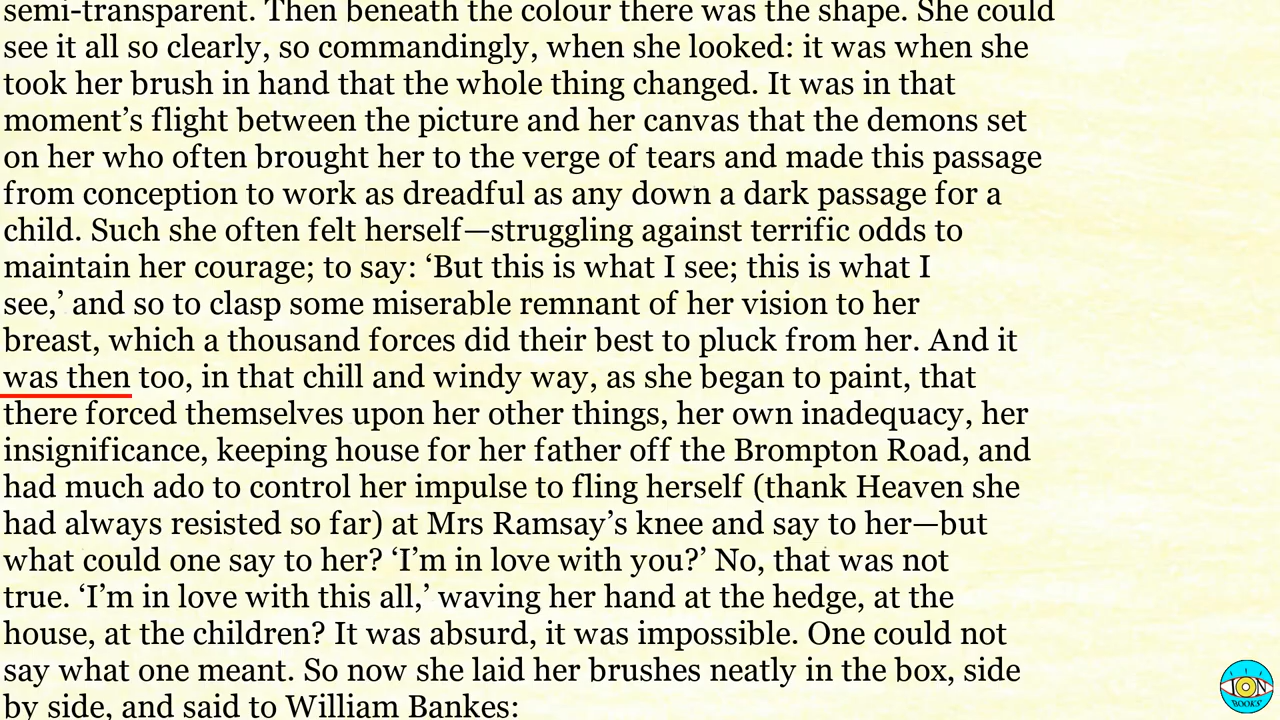 semi-transparent. Then beneath the colour there was the shape. She could
see it all so clearly, so commandingly, when she looked: it was when she
took her brush in hand that the whole thing changed. It was in that
moment’s flight between the picture and her canvas that the demons set
on her who often brought her to the verge of tears and made this passage
from conception to work as dreadful as any down a dark passage for a
child. Such she often felt herself—struggling against terrific odds to
maintain her courage; to say: ‘But this is what I see; this is what I
see,’ and so to clasp some miserable remnant of her vision to her
breast, which a thousand forces did their best to pluck from her. And it
was then too, in that chill and windy way, as she began to paint, that
there forced themselves upon her other things, her own inadequacy, her
insignificance, keeping house for her father off the Brompton Road, and
had much ado to control her impulse to fling herself (thank Heaven she
had always resisted so far) at Mrs Ramsay’s knee and say to her—but
what could one say to her? ‘I’m in love with you?’ No, that was not
true. ‘I’m in love with this all,’ waving her hand at the hedge, at the
house, at the children? It was absurd, it was impossible. One could not
say what one meant. So now she laid her brushes neatly in the box, side
by side, and said to William Bankes:
ION
BOOKS